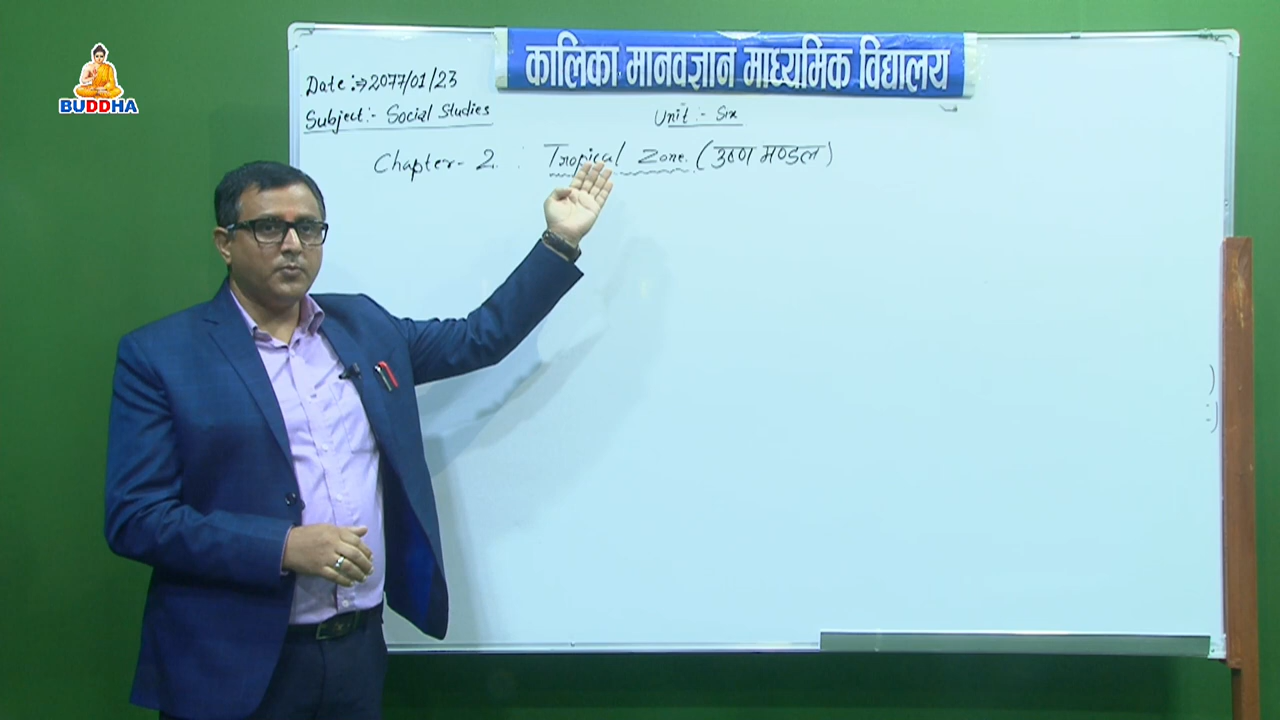 BUDDHA
कालिका मानवज्ञान माध्यमिक विद्यालय
Date :→ 2077/01/23
Subject:- Social Studies
Unit :- Six
Chapter- 2 : Tropical Zone. (उष्ण मण्डल)